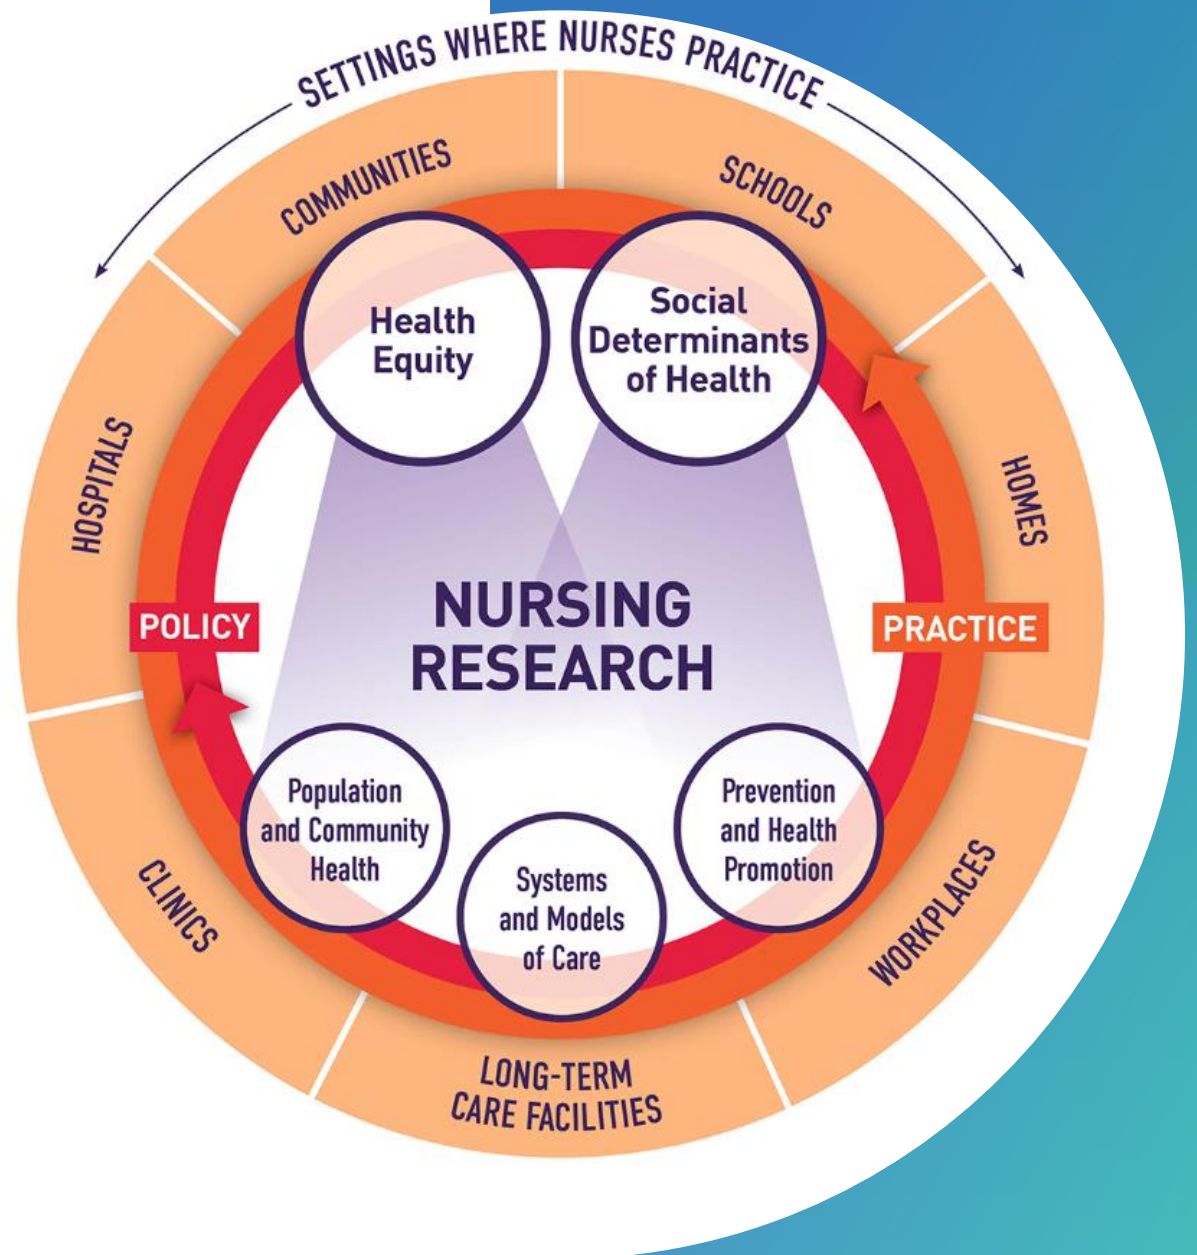 SETTINGS WHERE NURSES PRACTICE
COMMUNITIES
SCHOOLS
HOSPITALS
HOMES
Health
Equity
Social
Determinants
of Health
NURSING
RESEARCH
POLICY
PRACTICE
Population
and Community
Health
Systems
and Models
of Care
Prevention
and Health
Promotion
CLINICS
WORKPLACES
LONG-TERM
CARE FACILITIES